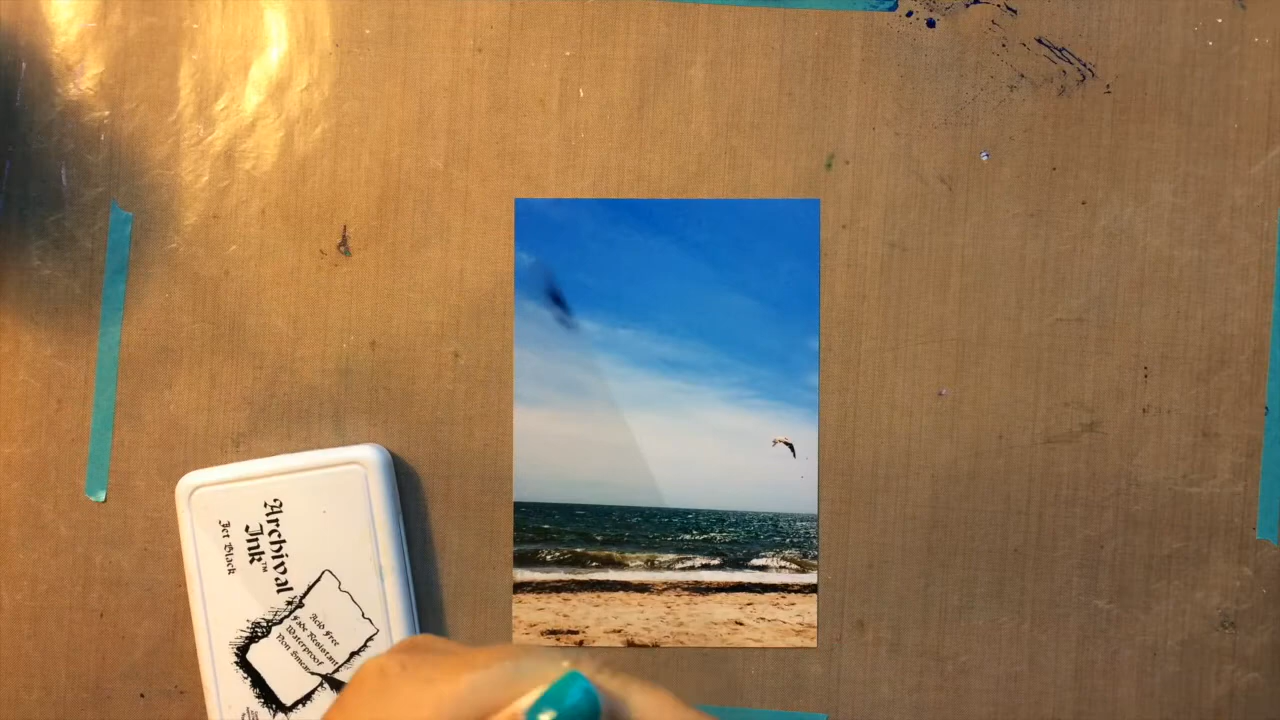 Archival
Ink™
Jet Black
Acid Free
Fade Resistant
Waterproof
Non Smear